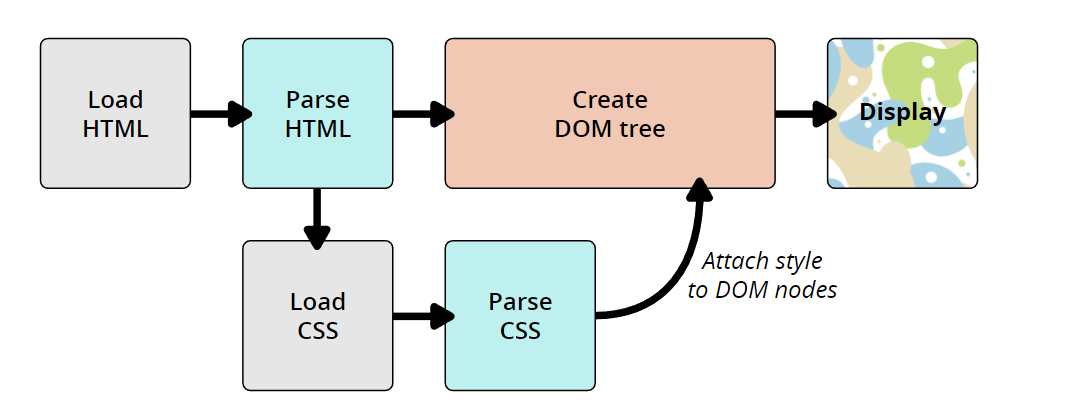 Load
HTML
Parse
HTML
Create
DOM tree
Display
Load
CSS
Parse
CSS
Attach style
to DOM nodes